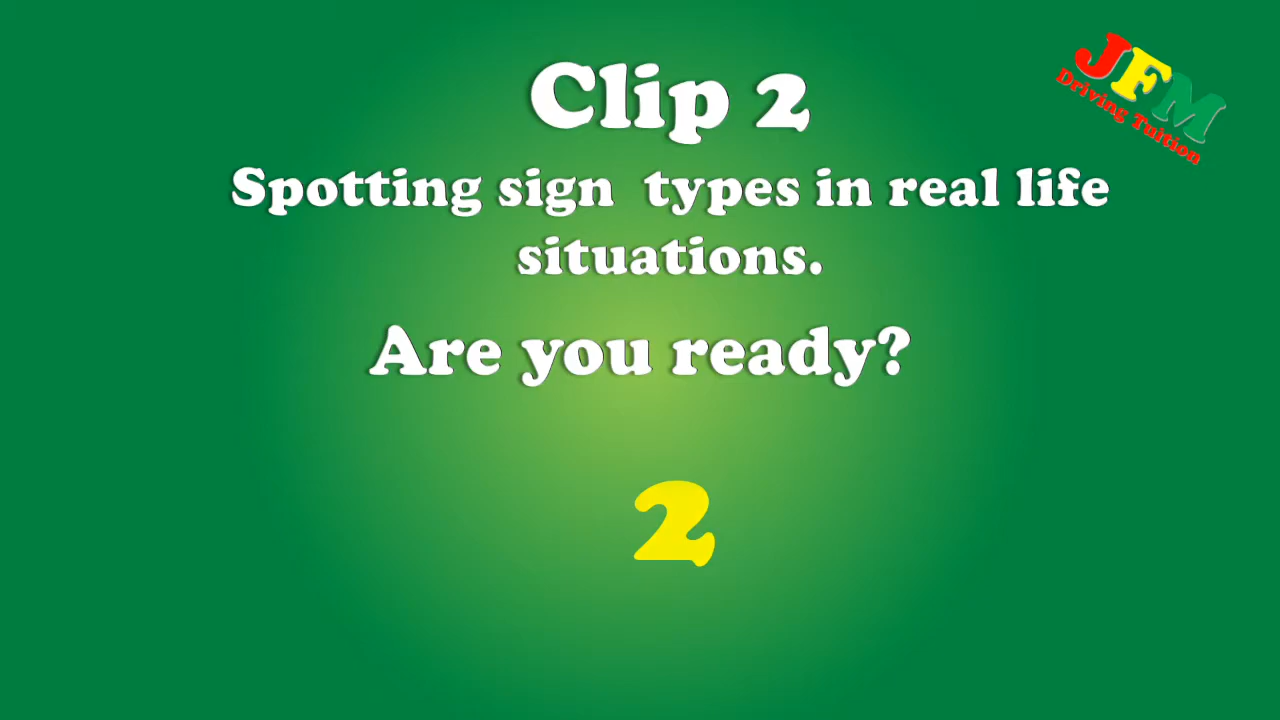 Clip 2
JFM
Driving Tuition
Spotting sign types in real life
situations.
Are you ready?
2